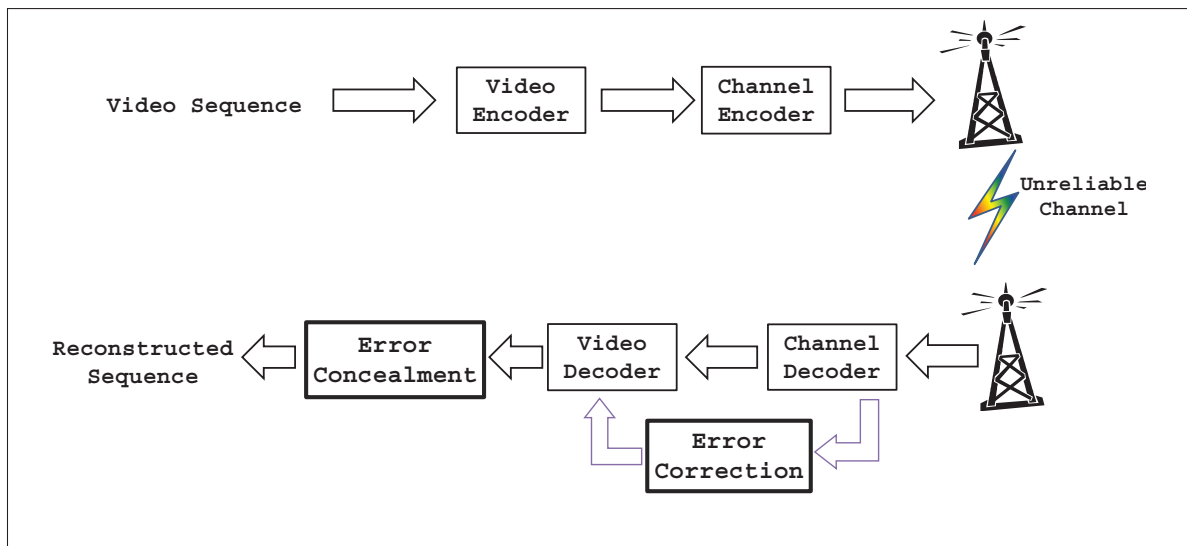 Video Sequence
Video
Encoder
Channel
Encoder
Unreliable
Channel
Reconstructed
Sequence
Error
Concealment
Video
Decoder
Channel
Decoder
Error
Correction